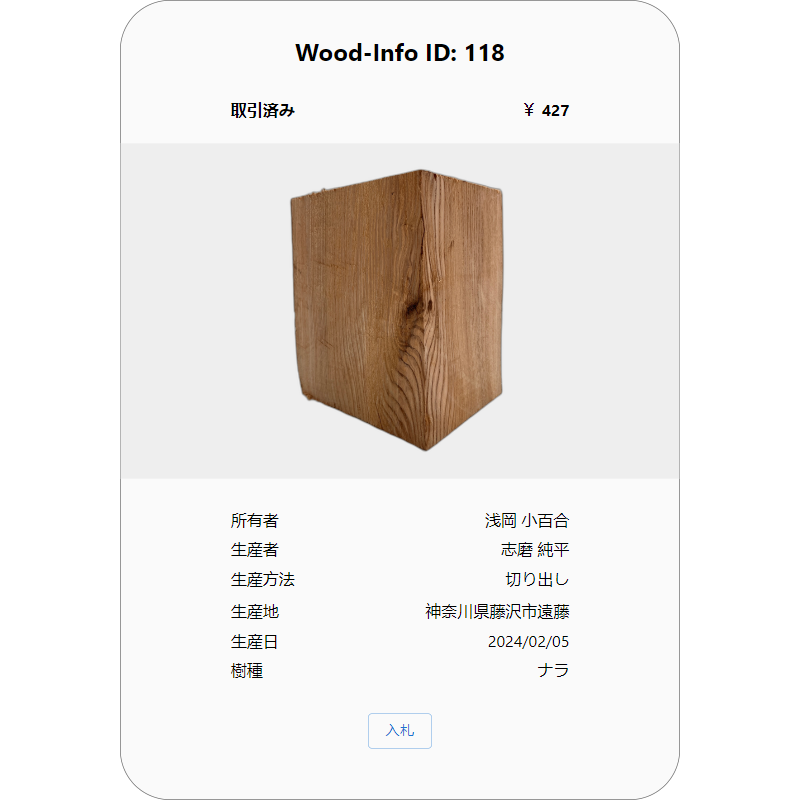 Wood-Info ID: 118
取引済み ¥ 427
所有者 浅岡 小百合
生産者 志磨 純平
生産方法 切り出し
生産地 神奈川県藤沢市遠藤
生産日 2024/02/05
樹種 ナラ
入札